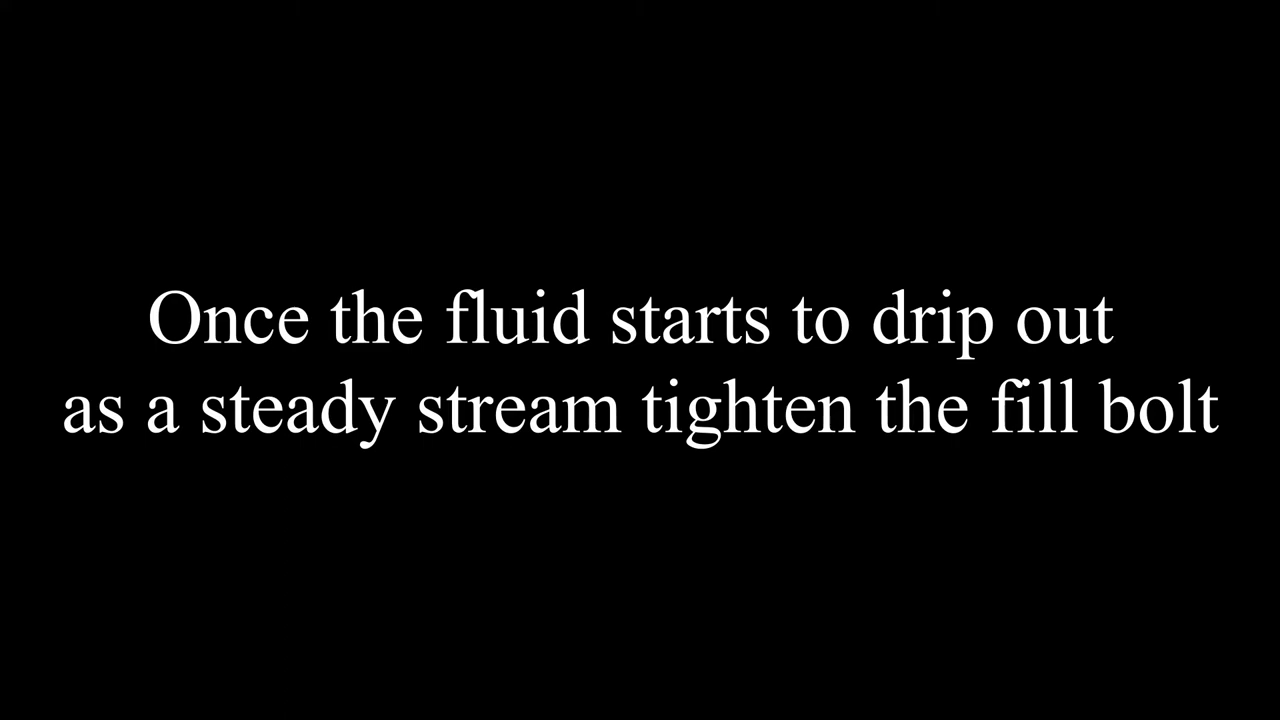 Once the fluid starts to drip out
as a steady stream tighten the fill bolt